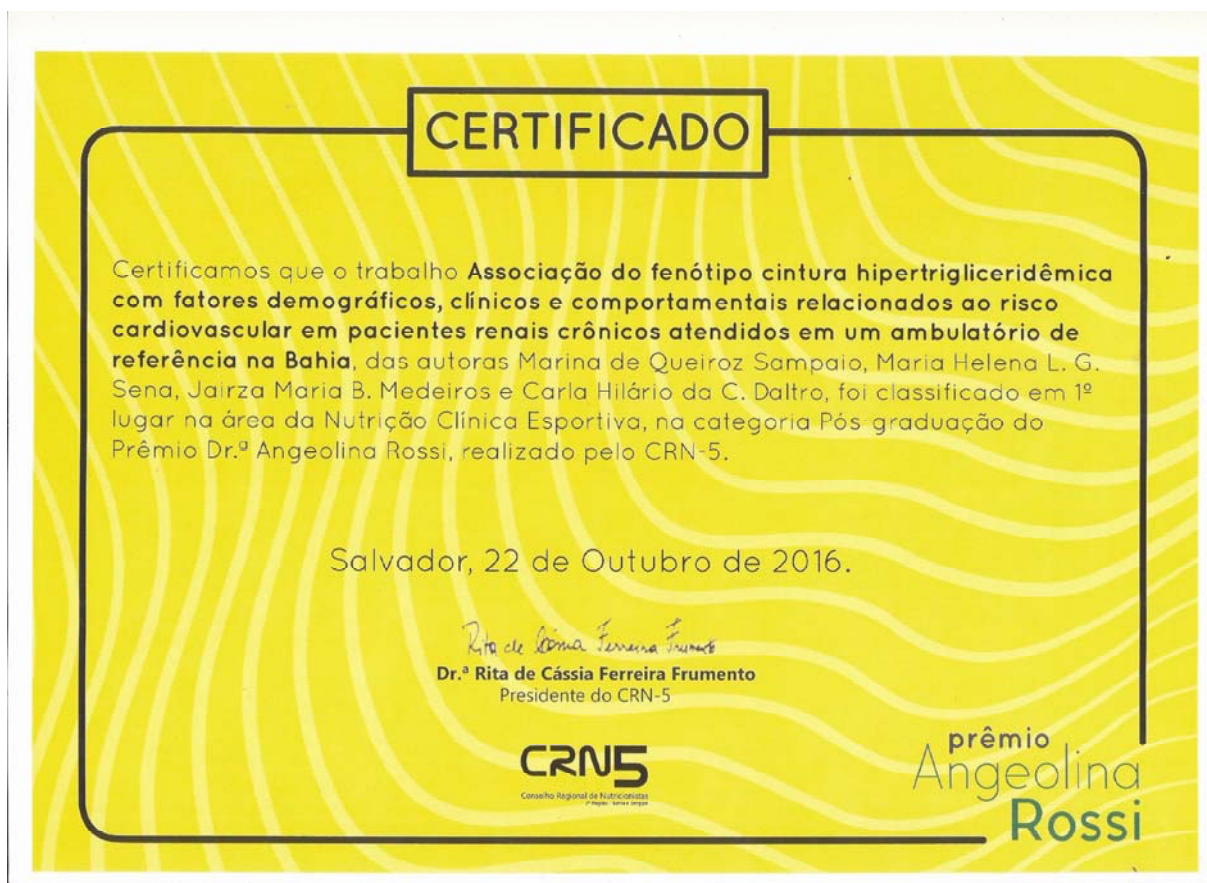 CERTIFICADO
Certificamos que o trabalho Associação do fenótipo cintura hipertrigliceridêmica
com fatores demográficos, clínicos e comportamentais relacionados ao risco
cardiovascular em pacientes renais crônicos atendidos em um ambulatório de
referência na Bahia, das autoras Marina de Queiroz Sampaio, Maria Helena L. G.
Sena, Jairza Maria B. Medeiros e Carla Hilário da C. Daltro, foi classificado em 1º
lugar na área da Nutrição Clínica Esportiva, na categoria Pós-graduação do
Prêmio Dr.ª Angeolina Rossi, realizado pelo CRN-5.
Salvador, 22 de Outubro de 2016.
Rita de Cássia Ferreira Frumento
Dr.ª Rita de Cássia Ferreira Frumento
Presidente do CRN-5
CRN5
Conselho Regional de Nutricionistas
5ª Região - Bahia e Sergipe
prêmio
Angeolina
Rossi